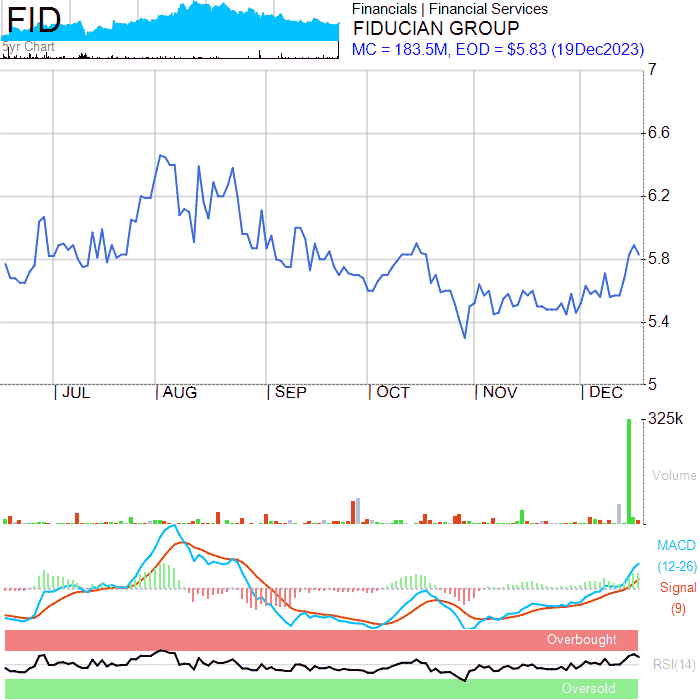 FID
5yr Chart
Financials | Financial Services
FIDUCIAN GROUP
MC = 183.5M, EOD = $5.83 (19Dec2023)
7
6.6
6.2
5.8
5.4
5
JUL AUG SEP OCT NOV DEC
325k
Volume
MACD
(12-26)
Signal
(9)
Overbought
RSI(14)
Oversold